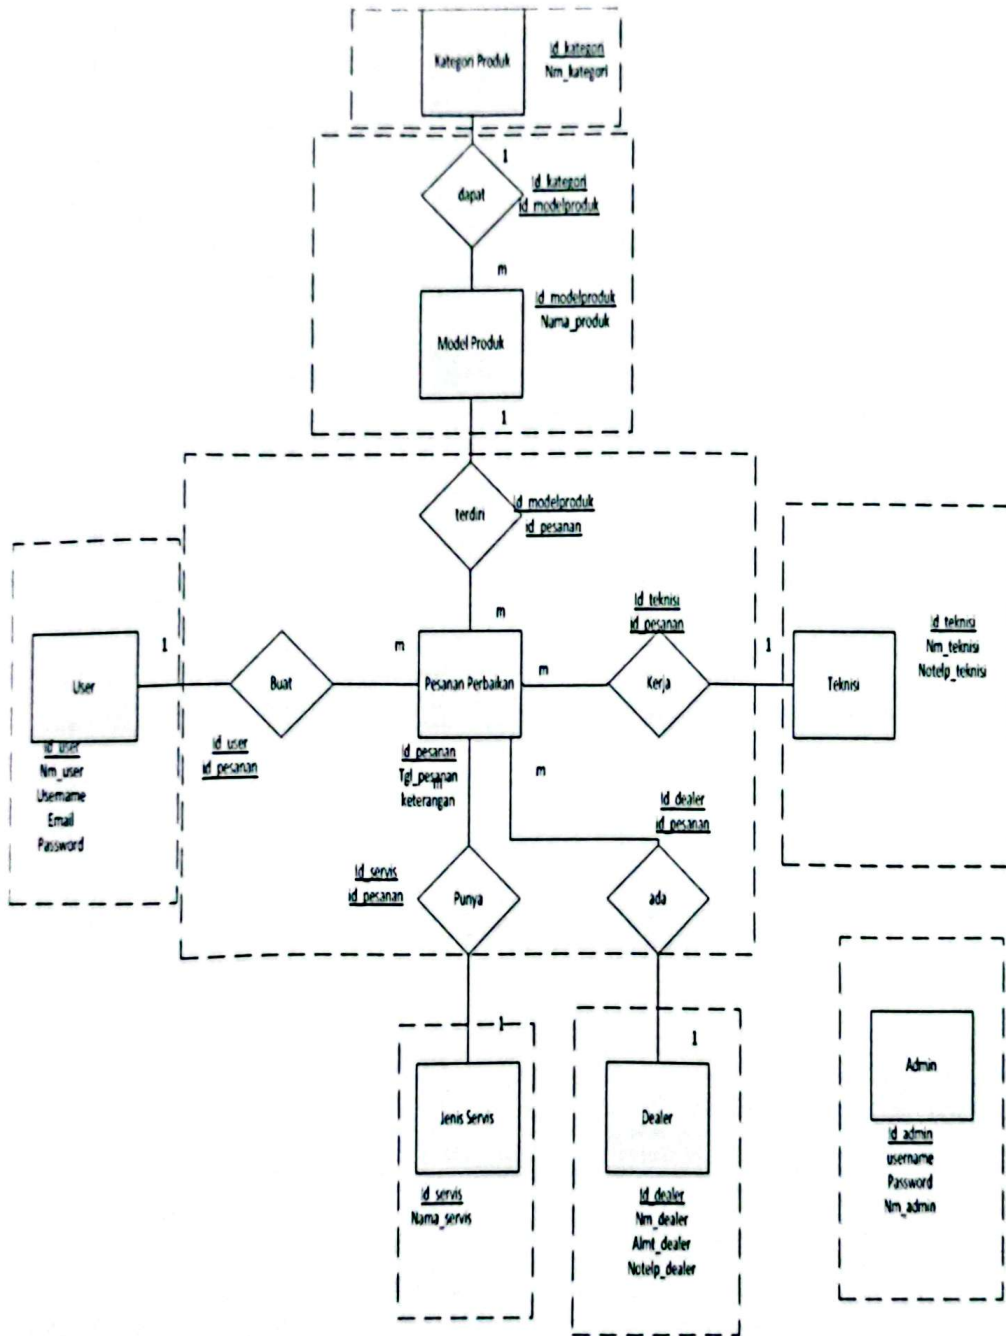 Kategori Produk
Id_kategori
Nm_kategori
1
dapat
Id_kategori
id_modelproduk
m
Model Produk
Id_modelproduk
Nama_produk
1
terdiri
Id_modelproduk
id_pesanan
m
User
1
Id_user
Nm_user
Username
Email
Password
Buat
Id_user
id_pesanan
m
Pesanan Perbaikan
Id_pesanan
Tgl_pesanan
m
keterangan
m
Id_teknisi
id_pesanan
Kerja
1
Teknisi
Id_teknisi
Nm_teknisi
Notelp_teknisi
m
Id_servis
id_pesanan
Punya
Id_dealer
id_pesanan
ada
1
Jenis Servis
Id_servis
Nama_servis
1
Dealer
Id_dealer
Nm_dealer
Almt_dealer
Notelp_dealer
Admin
Id_admin
username
Password
Nm_admin